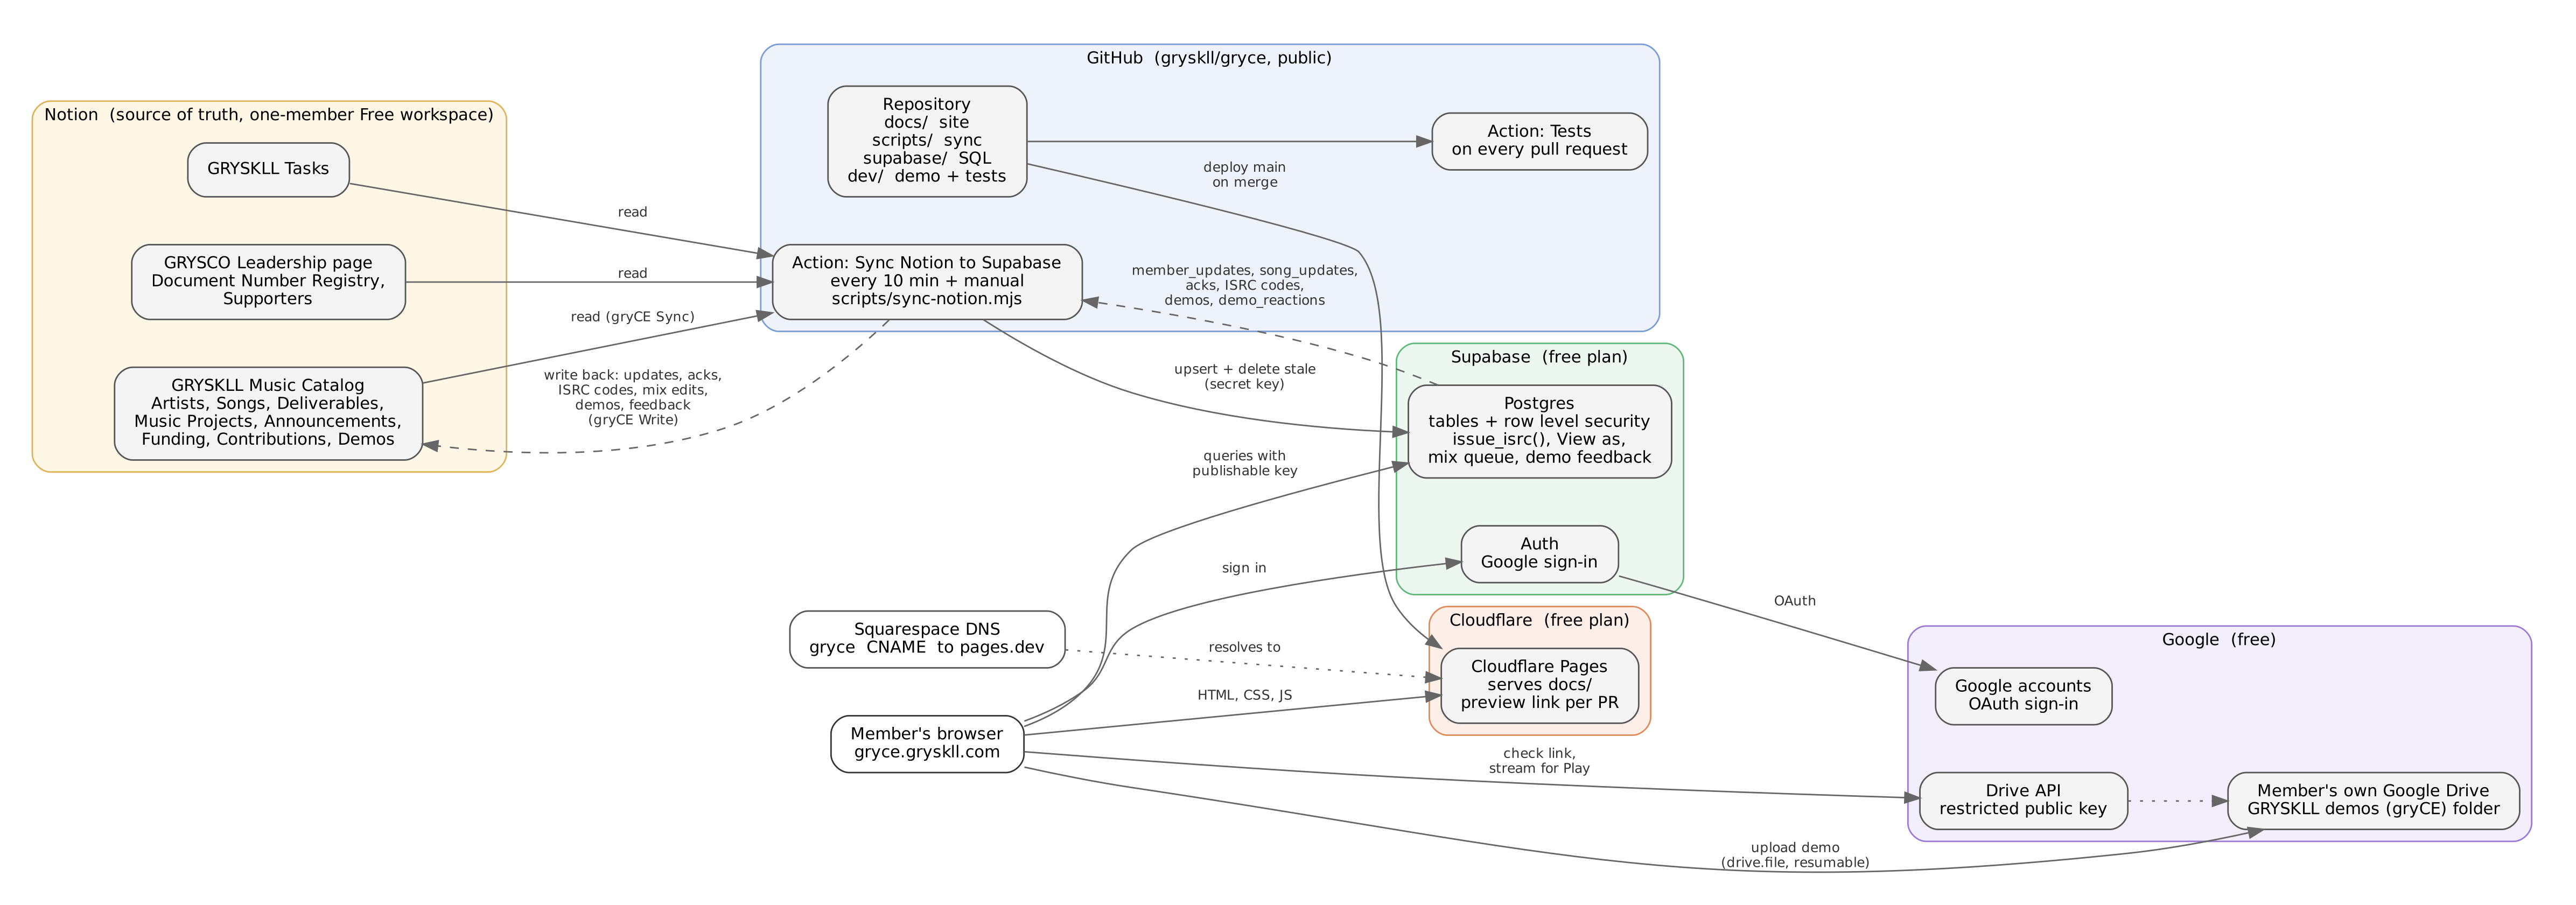 GitHub  (gryskll/gryce, public)
Repository
docs/  site
scripts/  sync
supabase/  SQL
dev/  demo + tests
Action: Tests
on every pull request
deploy main
on merge
Notion  (source of truth, one-member Free workspace)
GRYSKLL Tasks
read
GRYSCO Leadership page
Document Number Registry,
Supporters
read
Action: Sync Notion to Supabase
every 10 min + manual
scripts/sync-notion.mjs
member_updates, song_updates,
acks, ISRC codes,
demos, demo_reactions
read (gryCE Sync)
GRYSKLL Music Catalog
Artists, Songs, Deliverables,
Music Projects, Announcements,
Funding, Contributions, Demos
write back: updates, acks,
ISRC codes, mix edits,
demos, feedback
(gryCE Write)
upsert + delete stale
(secret key)
Supabase  (free plan)
Postgres
tables + row level security
issue_isrc(), View as,
mix queue, demo feedback
queries with
publishable key
Auth
Google sign-in
sign in
OAuth
Squarespace DNS
gryce  CNAME  to pages.dev
resolves to
Cloudflare  (free plan)
Cloudflare Pages
serves docs/
preview link per PR
HTML, CSS, JS
Member's browser
gryce.gryskll.com
check link,
stream for Play
Google  (free)
Google accounts
OAuth sign-in
Drive API
restricted public key
Member's own Google Drive
GRYSKLL demos (gryCE) folder
upload demo
(drive.file, resumable)